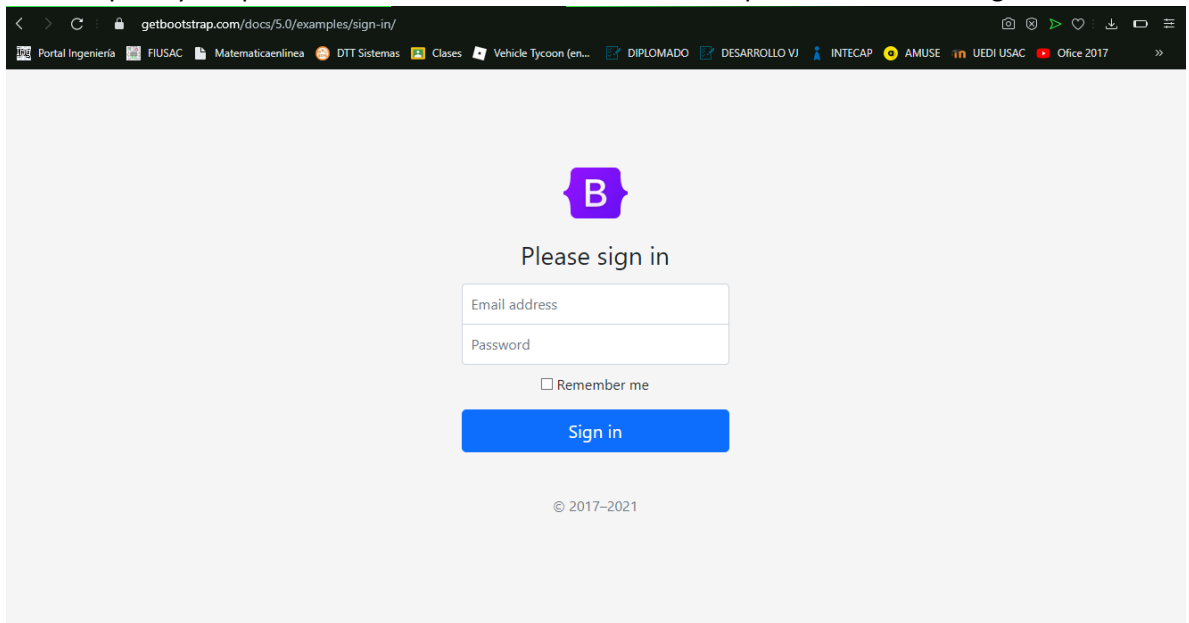 getbootstrap.com/docs/5.0/examples/sign-in/
Portal Ingeniería FIUSAC Matematicaenlinea DTT Sistemas Clases Vehicle Tycoon (en... DIPLOMADO DESARROLLO VJ INTECAP AMUSE UEDI USAC Ofice 2017 »
B
Please sign in
Email address
Password
Remember me
Sign in
© 2017–2021